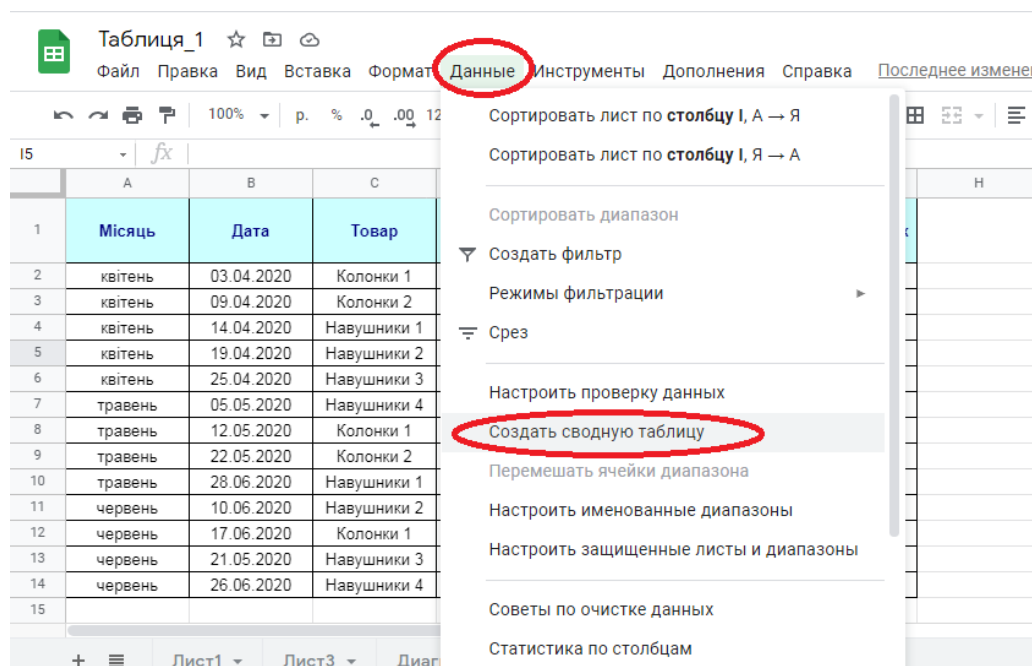 Таблиця_1
Файл Правка Вид Вставка Формат Данные Инструменты Дополнения Справка Последнее изменен
100% р. % .0 .00 12
I5 fx
A B C H
1 Місяць Дата Товар
2 квітень 03.04.2020 Колонки 1
3 квітень 09.04.2020 Колонки 2
4 квітень 14.04.2020 Навушники 1
5 квітень 19.04.2020 Навушники 2
6 квітень 25.04.2020 Навушники 3
7 травень 05.05.2020 Навушники 4
8 травень 12.05.2020 Колонки 1
9 травень 22.05.2020 Колонки 2
10 травень 28.06.2020 Навушники 1
11 червень 10.06.2020 Навушники 2
12 червень 17.06.2020 Колонки 1
13 червень 21.05.2020 Навушники 3
14 червень 26.06.2020 Навушники 4
15
Сортировать лист по столбцу I, А → Я
Сортировать лист по столбцу I, Я → А
Сортировать диапазон
Создать фильтр
Режимы фильтрации
Срез
Настроить проверку данных
Создать сводную таблицу
Перемешать ячейки диапазона
Настроить именованные диапазоны
Настроить защищенные листы и диапазоны
Советы по очистке данных
Статистика по столбцам
Лист1 Лист3 Диаг